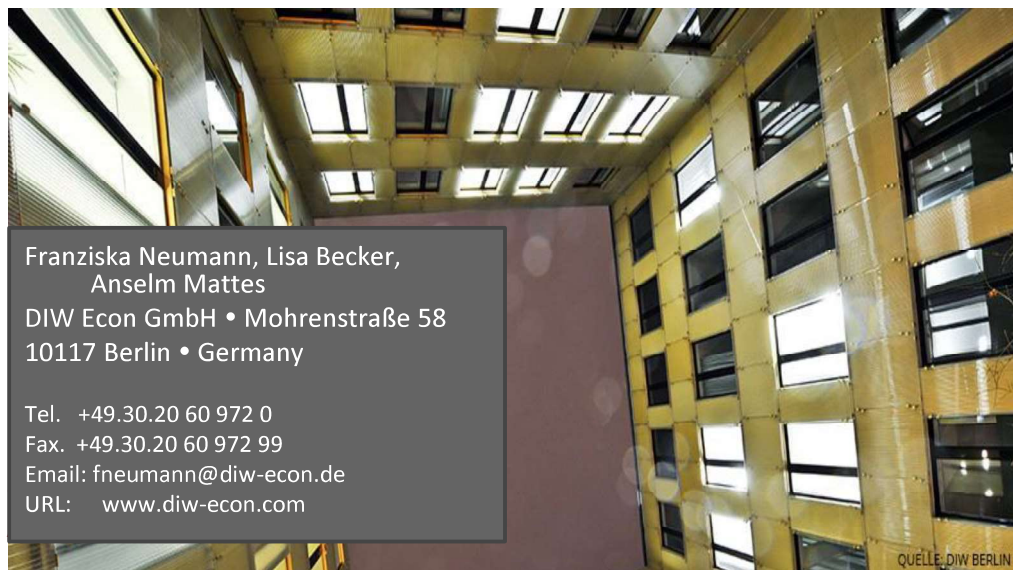 Franziska Neumann, Lisa Becker,
Anselm Mattes
DIW Econ GmbH • Mohrenstraße 58
10117 Berlin • Germany
Tel. +49.30.20 60 972 0
Fax. +49.30.20 60 972 99
Email: fneumann@diw-econ.de
URL: www.diw-econ.com
QUELLE: DIW BERLIN